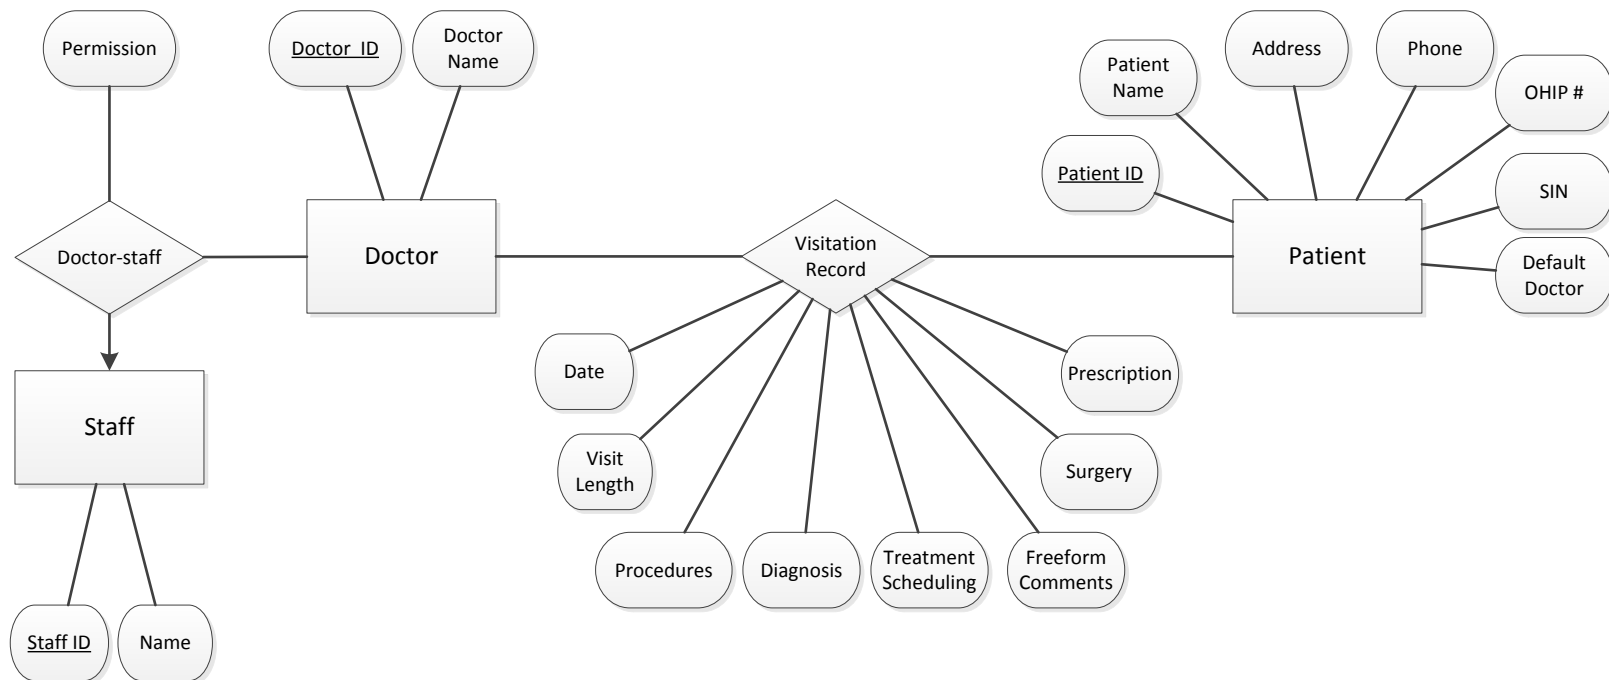 Permission
Doctor_ID
Doctor
Name
Patient
Name
Address
Phone
OHIP #
Patient ID
SIN
Doctor-staff
Doctor
Visitation
Record
Patient
Default
Doctor
Date
Prescription
Staff
Visit
Length
Surgery
Procedures
Diagnosis
Treatment
Scheduling
Freeform
Comments
Staff ID
Name